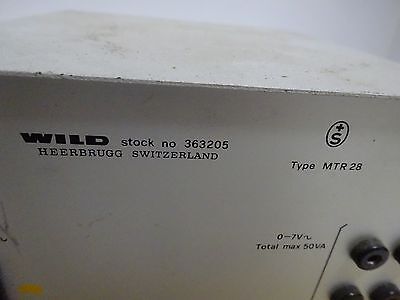 WILD stock no 363205
HEERBRUGG SWITZERLAND
+S
Type MTR 28
0–7V~
Total max 50VA